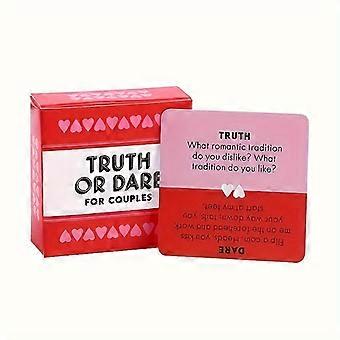 TRUTH
OR DARE
FOR COUPLES
TRUTH
What romantic tradition
do you dislike? What
tradition do you like?
DARE
Flip a coin. Heads, you kiss
me on the forehead and work
your way down; tails, you
start at my feet.